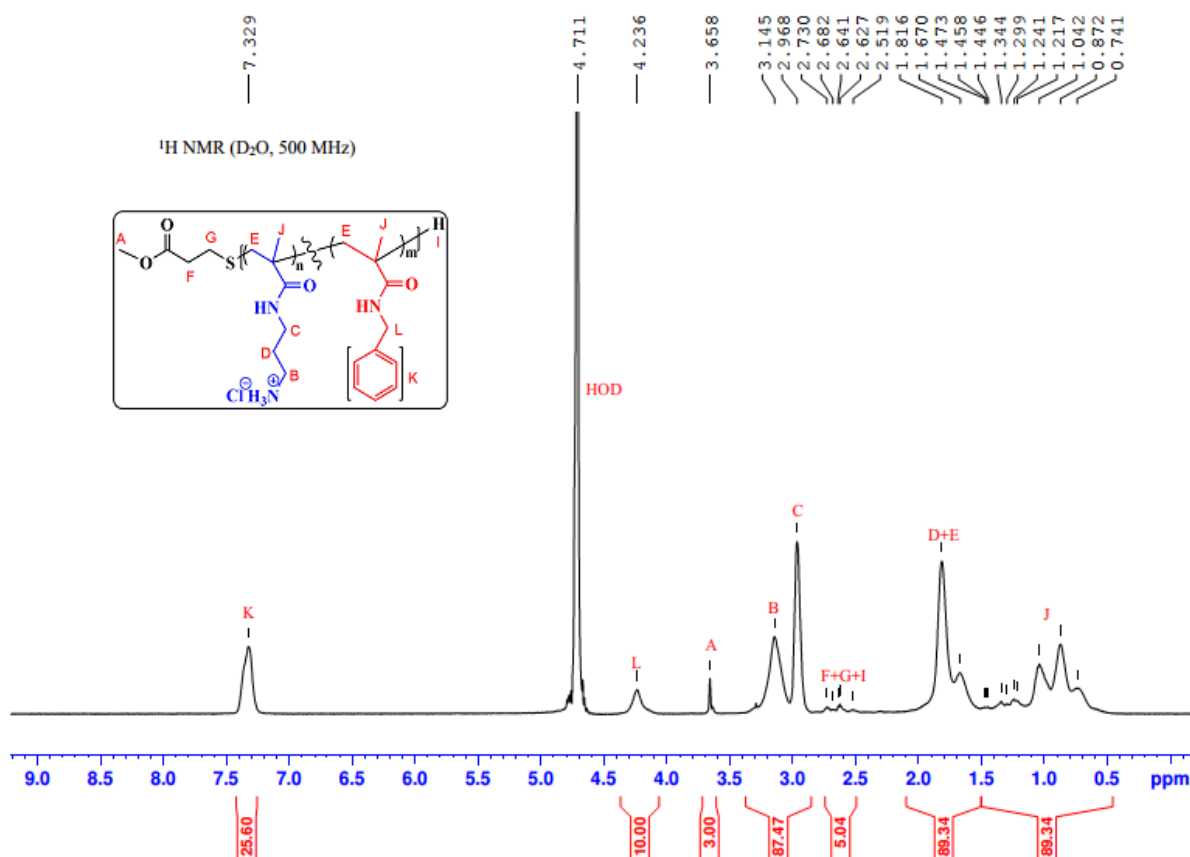 7.329
4.711
4.236
3.658
3.145
2.968
2.730
2.682
2.641
2.627
2.519
1.816
1.670
1.473
1.458
1.446
1.344
1.299
1.241
1.217
1.042
0.872
0.741
¹H NMR (D₂O, 500 MHz)
A
O
O
G
F
S
E
J
n
E
J
m
H
I
HN
O
HN
O
C
D
B
Cl⊖H₃N⊕
L
K
HOD
K
L
A
B
C
F+G+I
D+E
J
9.0 8.5 8.0 7.5 7.0 6.5 6.0 5.5 5.0 4.5 4.0 3.5 3.0 2.5 2.0 1.5 1.0 0.5 ppm
25.60
10.00
3.00
87.47
5.04
89.34
89.34